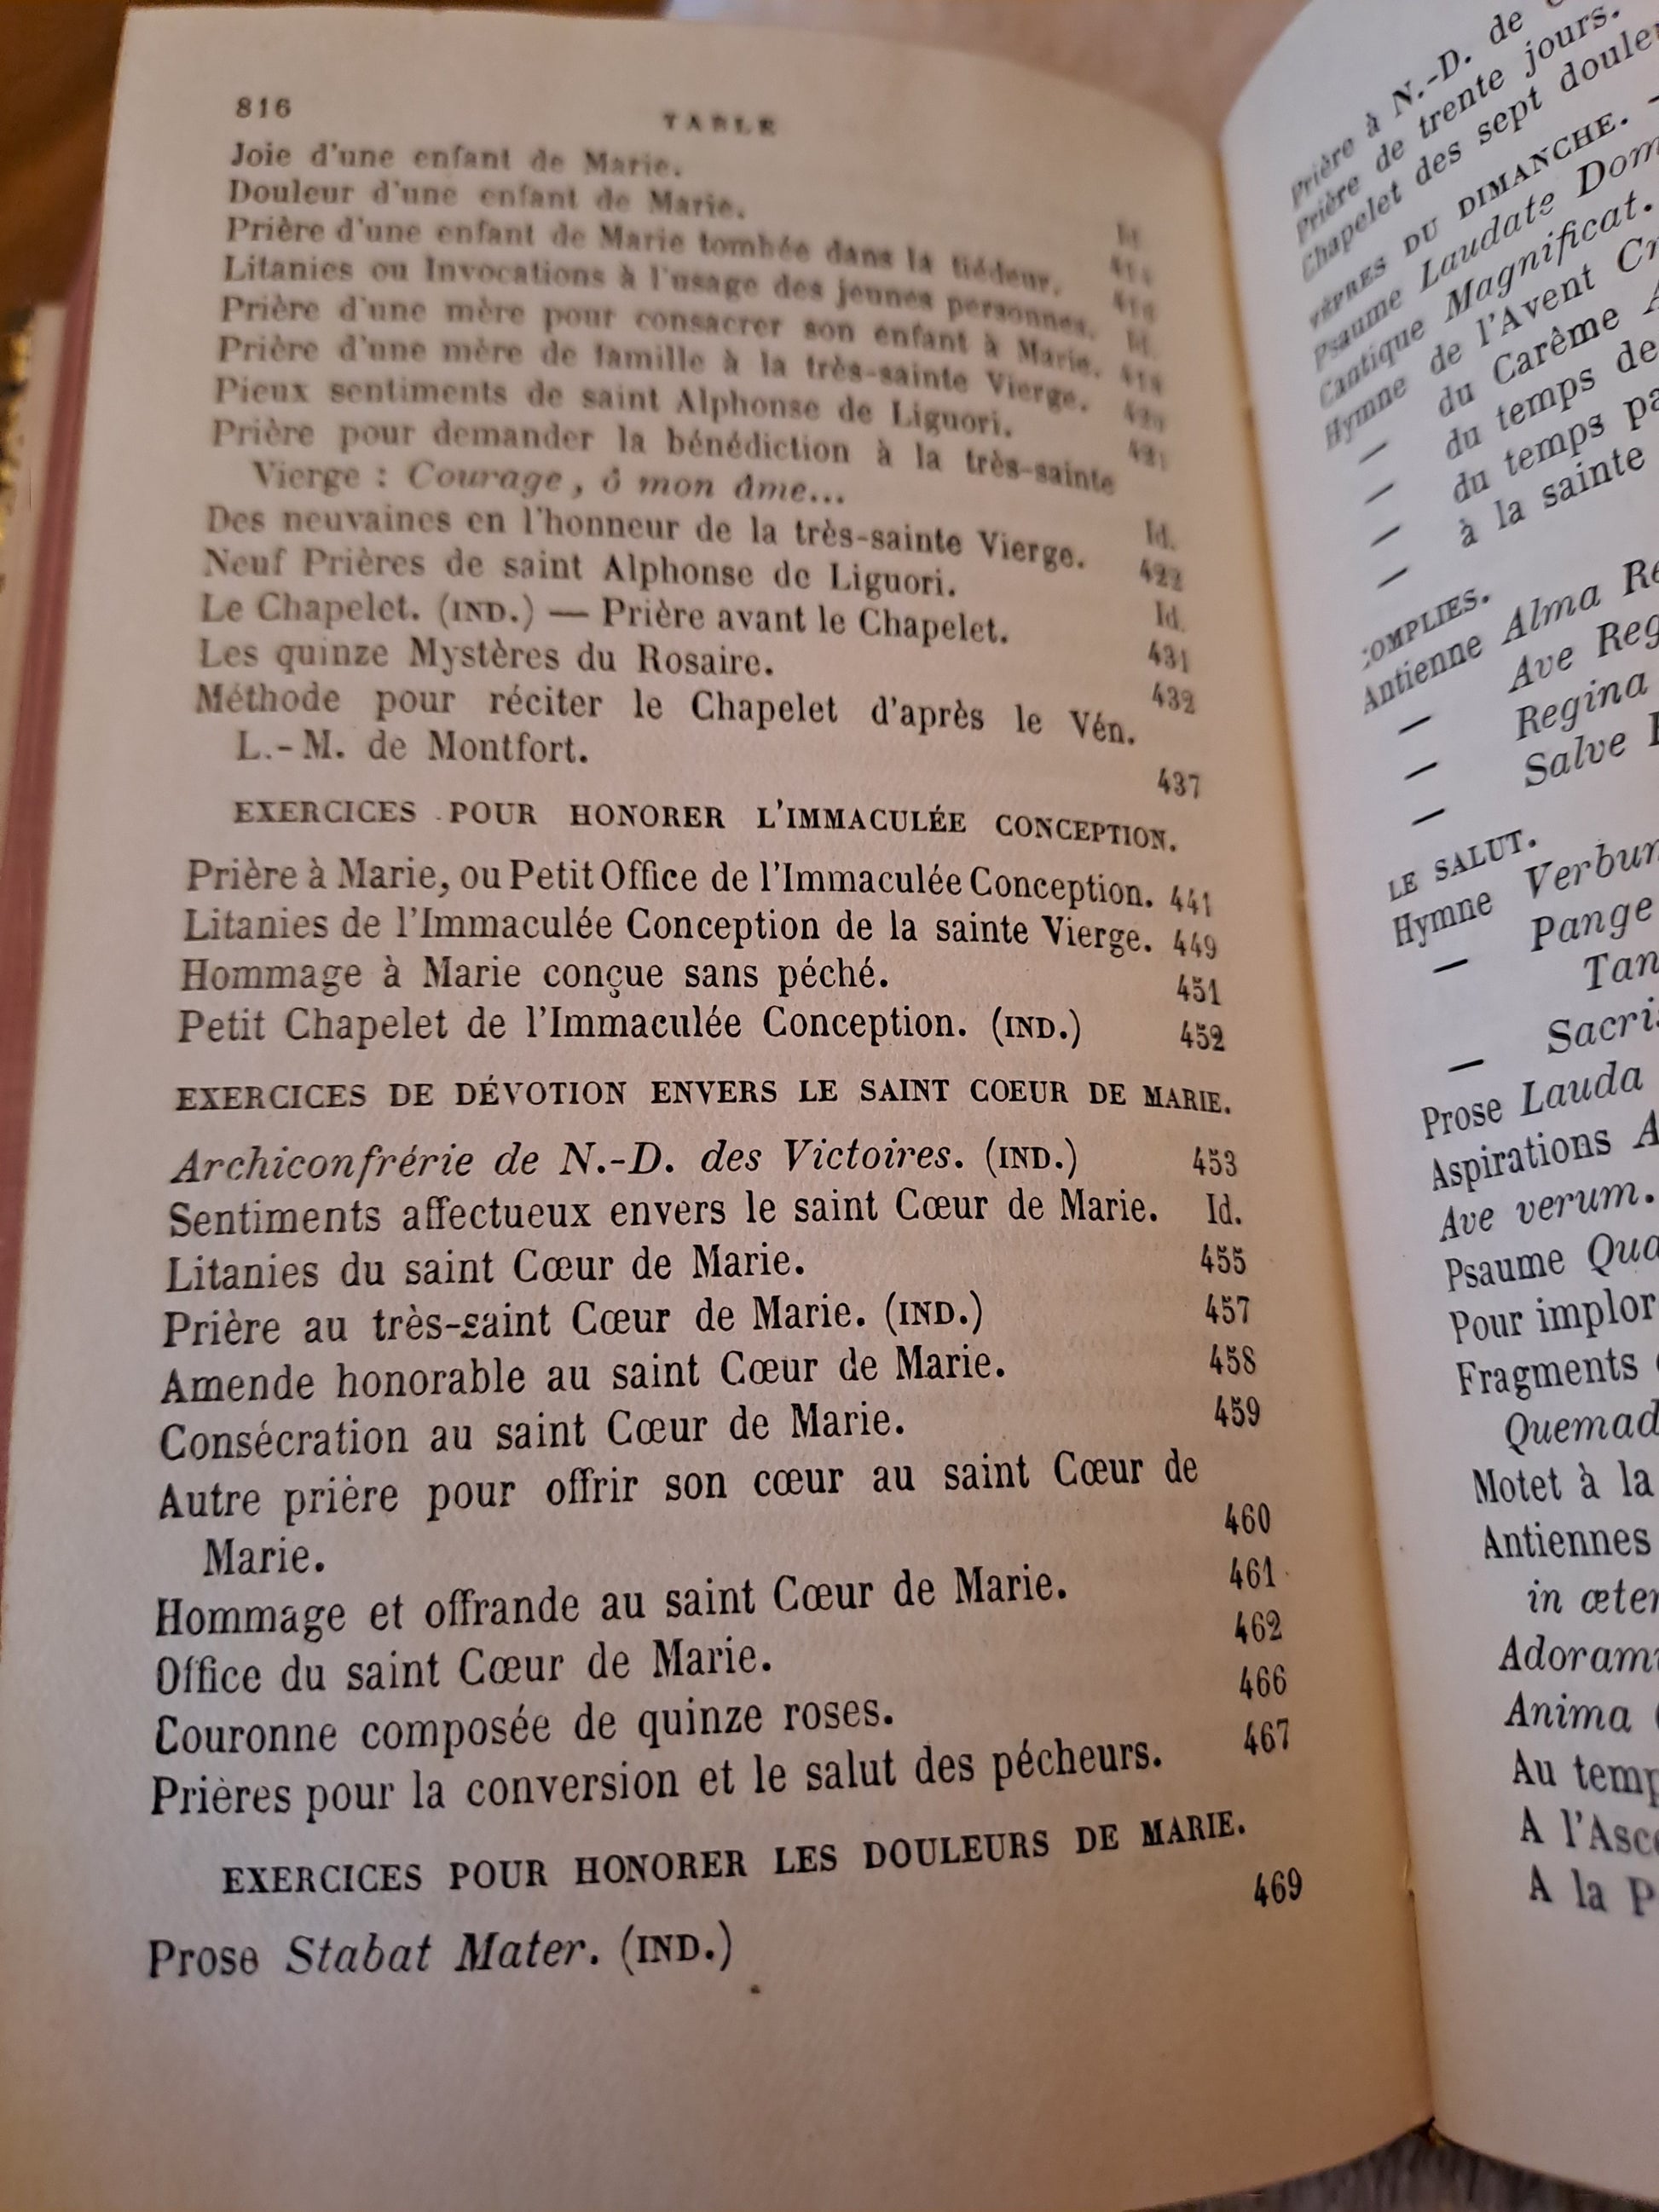 816 TABLE
Joie d'une enfant de Marie. Id.
Douleur d'une enfant de Marie.
Prière d'une enfant de Marie tombée dans la tiédeur.
Litanies ou Invocations à l'usage des jeunes personnes. Id.
Prière d'une mère pour consacrer son enfant à Marie.
Prière d'une mère de famille à la très-sainte Vierge. 420
Pieux sentiments de saint Alphonse de Liguori. 421
Prière pour demander la bénédiction à la très-sainte
Vierge : Courage, ô mon âme... Id.
Des neuvaines en l'honneur de la très-sainte Vierge. 422
Neuf Prières de saint Alphonse de Liguori. Id.
Le Chapelet. (IND.) — Prière avant le Chapelet. 431
Les quinze Mystères du Rosaire. 432
Méthode pour réciter le Chapelet d'après le Vén.
L.-M. de Montfort. 437
EXERCICES POUR HONORER L'IMMACULÉE CONCEPTION.
Prière à Marie, ou Petit Office de l'Immaculée Conception. 441
Litanies de l'Immaculée Conception de la sainte Vierge. 449
Hommage à Marie conçue sans péché. 451
Petit Chapelet de l'Immaculée Conception. (IND.) 452
EXERCICES DE DÉVOTION ENVERS LE SAINT COEUR DE MARIE.
Archiconfrérie de N.-D. des Victoires. (IND.) 453
Sentiments affectueux envers le saint Cœur de Marie. Id.
Litanies du saint Cœur de Marie. 455
Prière au très-saint Cœur de Marie. (IND.) 457
Amende honorable au saint Cœur de Marie. 458
Consécration au saint Cœur de Marie. 459
Autre prière pour offrir son cœur au saint Cœur de
Marie. 460
Hommage et offrande au saint Cœur de Marie. 461
Office du saint Cœur de Marie. 462
Couronne composée de quinze roses. 466
Prières pour la conversion et le salut des pécheurs. 467
EXERCICES POUR HONORER LES DOULEURS DE MARIE.
Prose Stabat Mater. (IND.) 469
Prière à N.-D. de
Prière de trente jours.
Chapelet des sept
VÊPRES DU DIMANCHE. —
Psaume Laudate
Cantique Magnificat.
Hymne de l'Avent
— du Carême
— du temps de
— du temps
— à la sainte
COMPLIES.
Antienne Alma
— Ave
— Regina
— Salve
LE SALUT.
Hymne
— Pange
— 
Prose Lauda
Aspirations
Ave verum.
Psaume
Pour
Fragments
Motet à la
Antiennes
in
Anima
Au
A
A la